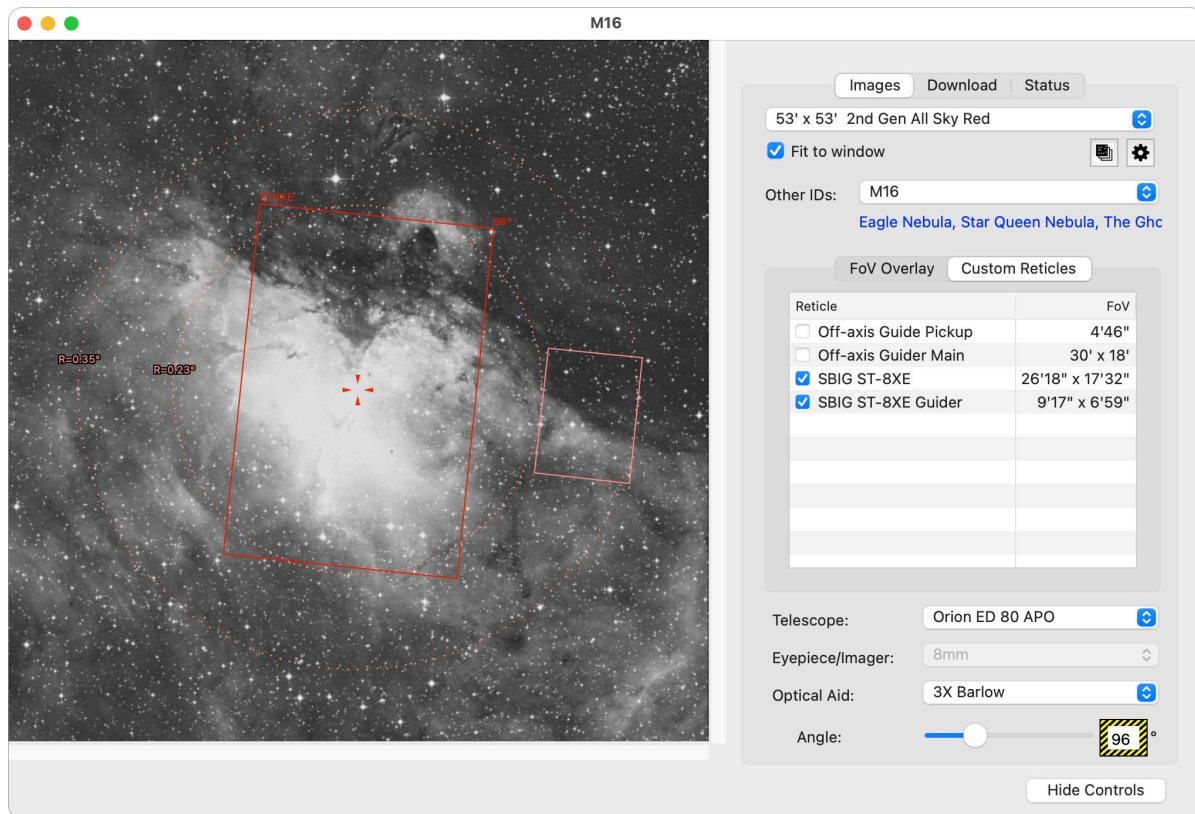 M16
ST8XE
96°
R=0.35°
R=0.23°
Images Download Status
53' x 53' 2nd Gen All Sky Red
Fit to window
Other IDs: M16
Eagle Nebula, Star Queen Nebula, The Gho
FoV Overlay Custom Reticles
Reticle FoV
Off-axis Guide Pickup 4'46"
Off-axis Guider Main 30' x 18'
SBIG ST-8XE 26'18" x 17'32"
SBIG ST-8XE Guider 9'17" x 6'59"
Telescope: Orion ED 80 APO
Eyepiece/Imager: 8mm
Optical Aid: 3X Barlow
Angle: 96 °
Hide Controls